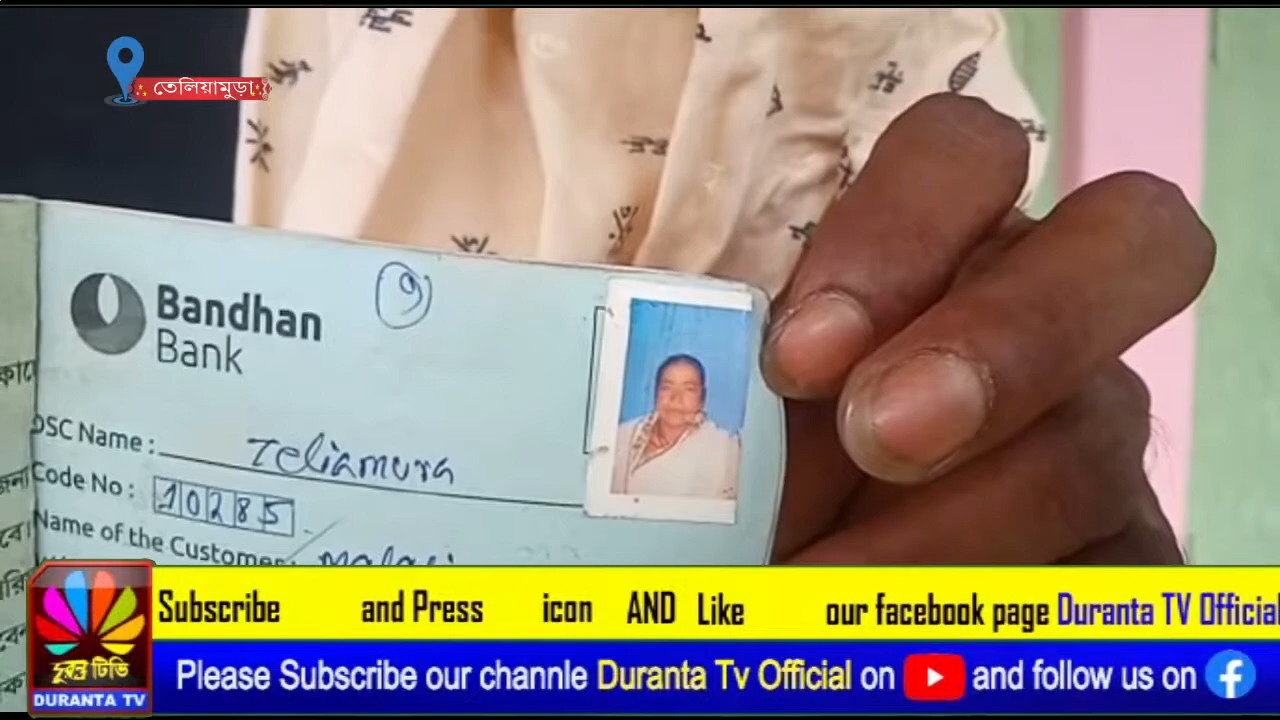 তেলিয়ামুড়া
9
Bandhan
Bank
DSC Name : Teliamura
Code No : 10285
Name of the Customer:
Subscribe and Press icon AND Like our facebook page Duranta TV Official
Please Subscribe our channle Duranta Tv Official on and follow us on
দুরন্ত টিভি
DURANTA TV